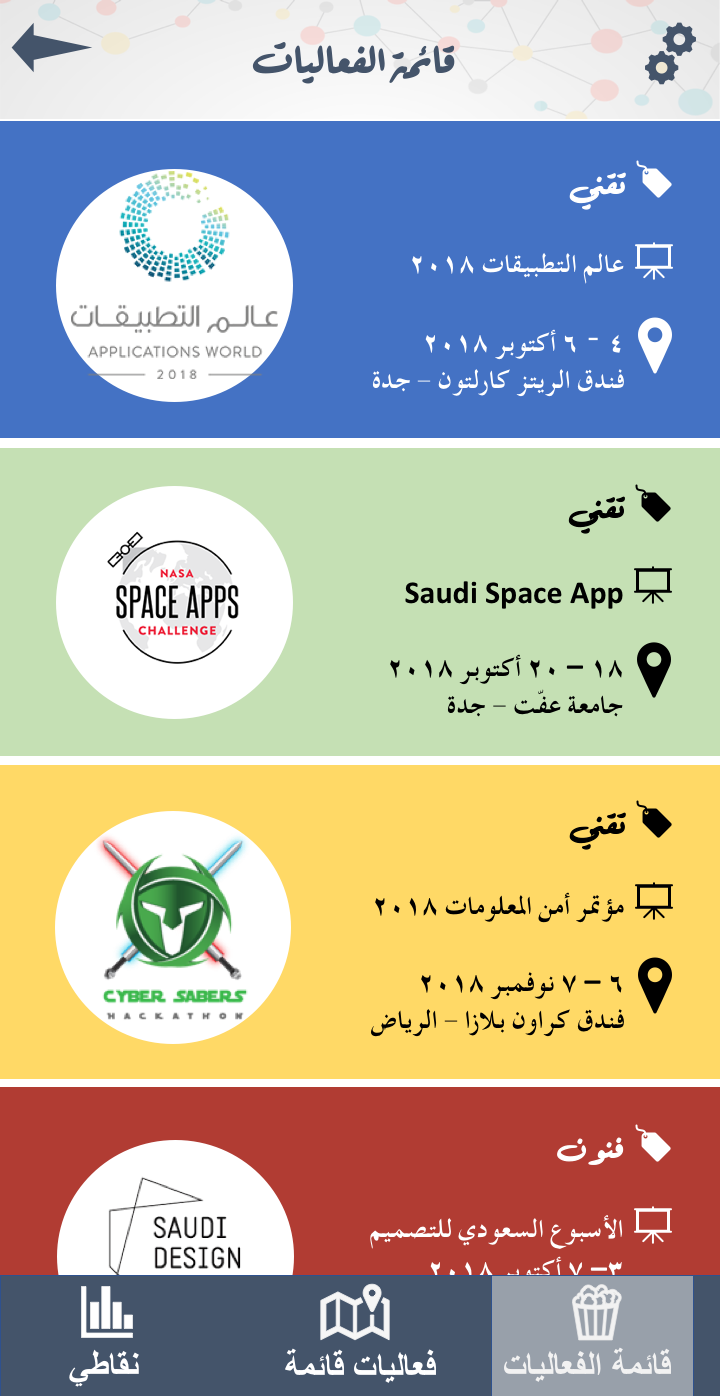 قائمة الفعاليات
تقني
عالم التطبيقات ٢٠١٨
٤ - ٦ أكتوبر ٢٠١٨
فندق الريتز كارلتون – جدة
عالم التطبيقات
APPLICATIONS WORLD
2018
تقني
Saudi Space App
١٨ – ٢٠ أكتوبر ٢٠١٨
جامعة عفّت – جدة
NASA
SPACE APPS
CHALLENGE
تقني
مؤتمر أمن المعلومات ٢٠١٨
٦ – ٧ نوفمبر ٢٠١٨
فندق كراون بلازا – الرياض
CYBER SABERS
HACKATHON
فنون
الأسبوع السعودي للتصميم
٣– ٧ أكتوبر ٢٠١٨
SAUDI
DESIGN
قائمة الفعاليات
فعاليات قائمة
نقاطي